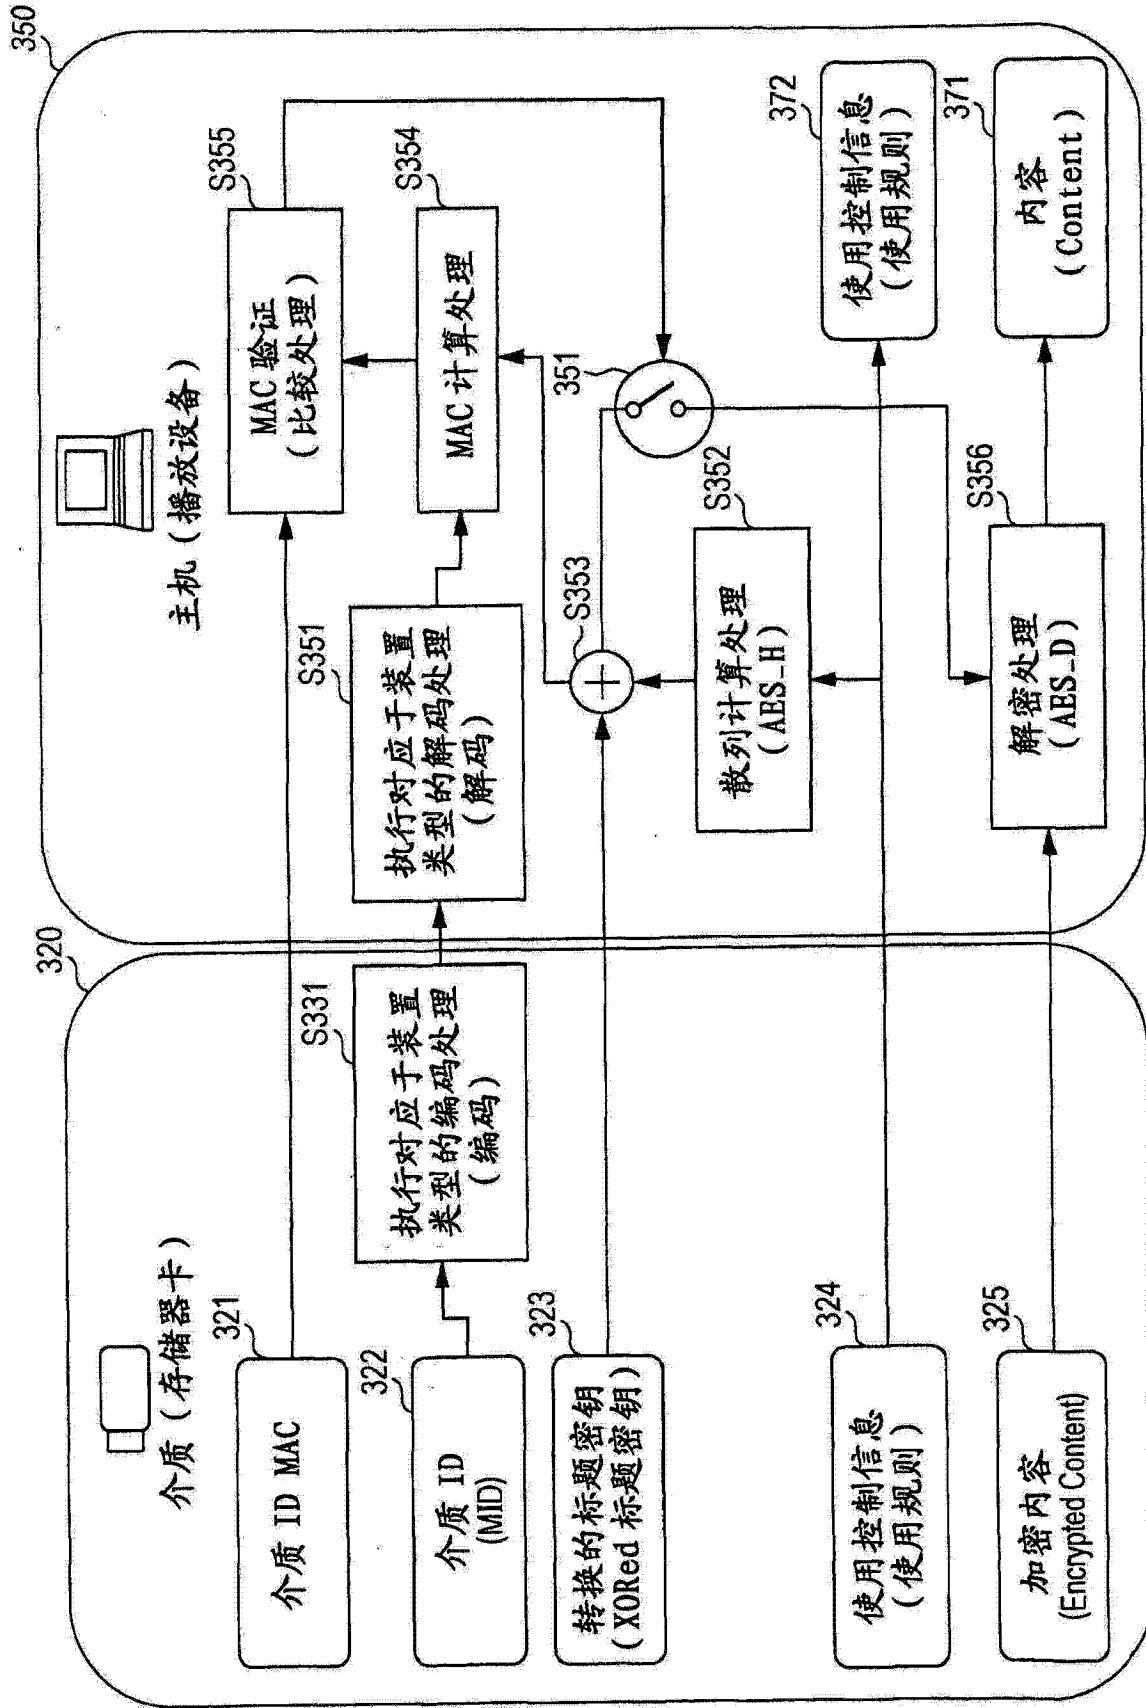 介质（存储器卡）
320
介质 ID MAC
321
介质 ID
(MID)
322
转换的标题密钥
（XORed 标题密钥）
323
使用控制信息
（使用规则）
324
加密内容
(Encrypted Content)
325
执行对应于装置
类型的编码处理
（编码）
S331
主机（播放设备）
350
执行对应于装置
类型的解码处理
（解码）
S351
MAC 验证
（比较处理）
S355
MAC 计算处理
S354
S353
351
散列计算处理
（AES_H）
S352
解密处理
（AES_D）
S356
使用控制信息
（使用规则）
372
内容
（Content）
371